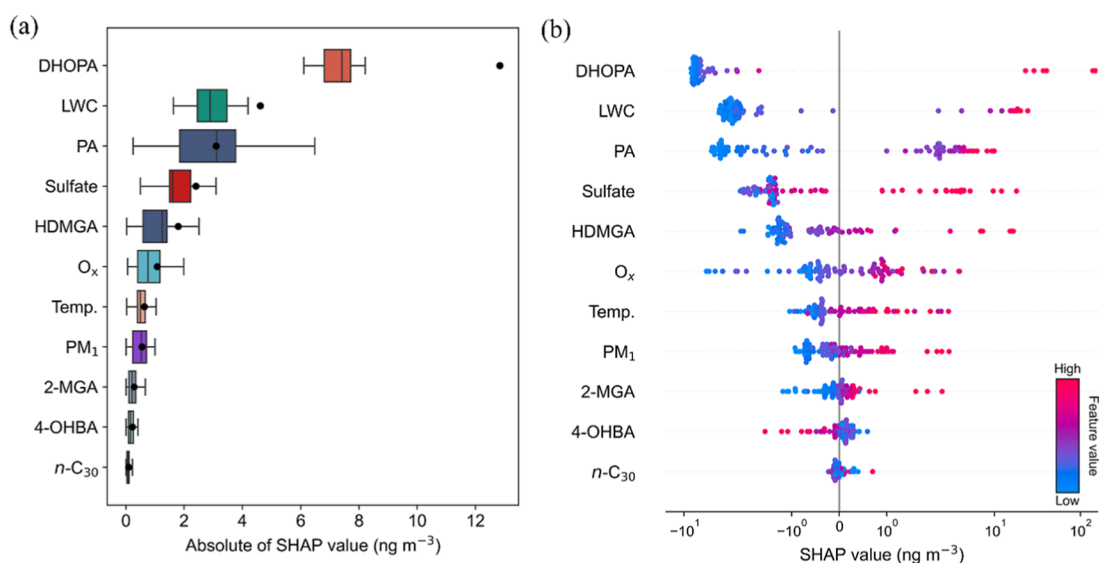 (a)
DHOPA
LWC
PA
Sulfate
HDMGA
Oₓ
Temp.
PM₁
2-MGA
4-OHBA
n-C₃₀
0 2 4 6 8 10 12
Absolute of SHAP value (ng m⁻³)
(b)
DHOPA
LWC
PA
Sulfate
HDMGA
Oₓ
Temp.
PM₁
2-MGA
4-OHBA
n-C₃₀
−10¹ −10⁰ 0 10⁰ 10¹ 10²
SHAP value (ng m⁻³)
High
Feature value
Low